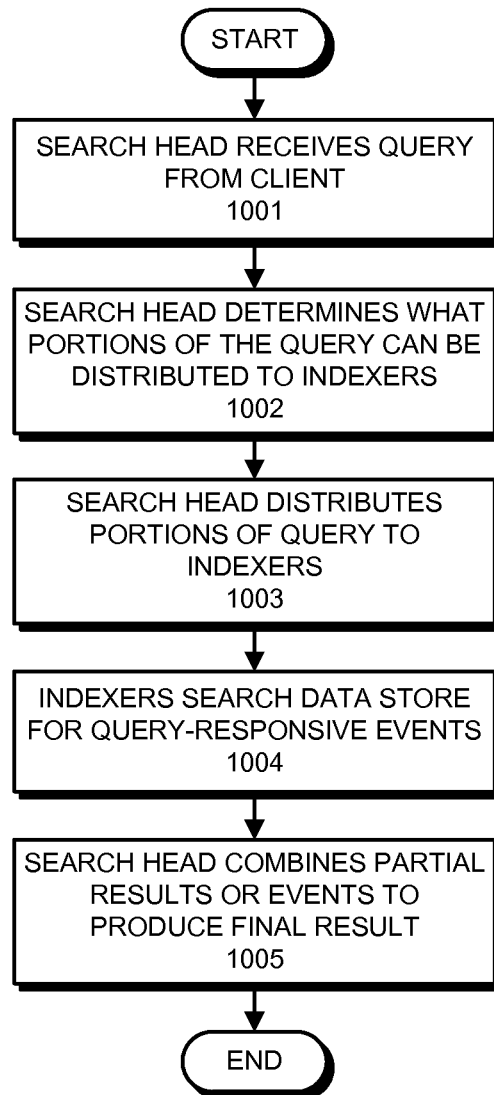 START
SEARCH HEAD RECEIVES QUERY
FROM CLIENT
1001
SEARCH HEAD DETERMINES WHAT
PORTIONS OF THE QUERY CAN BE
DISTRIBUTED TO INDEXERS
1002
SEARCH HEAD DISTRIBUTES
PORTIONS OF QUERY TO
INDEXERS
1003
INDEXERS SEARCH DATA STORE
FOR QUERY-RESPONSIVE EVENTS
1004
SEARCH HEAD COMBINES PARTIAL
RESULTS OR EVENTS TO
PRODUCE FINAL RESULT
1005
END